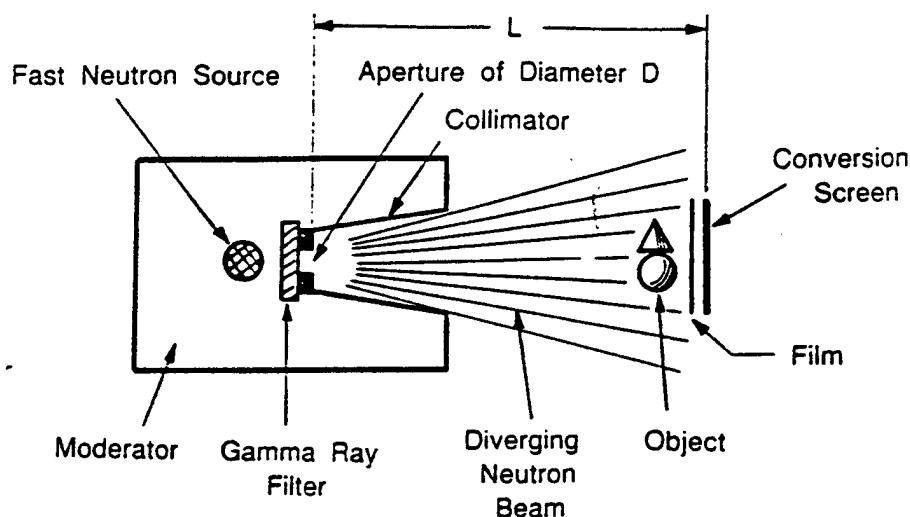 L
Fast Neutron Source
Aperture of Diameter D
Collimator
Conversion
Screen
Film
Moderator
Gamma Ray
Filter
Diverging
Neutron
Beam
Object